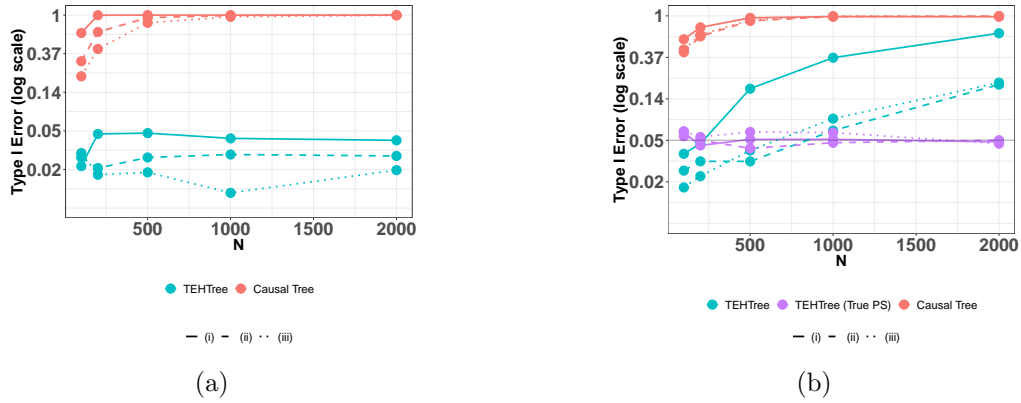 Type I Error (log scale)
1
0.37
0.14
0.05
0.02
500
1000
1500
2000
N
TEHTree
Causal Tree
(i)
(ii)
(iii)
(a)
Type I Error (log scale)
1
0.37
0.14
0.05
0.02
500
1000
1500
2000
N
TEHTree
TEHTree (True PS)
Causal Tree
(i)
(ii)
(iii)
(b)